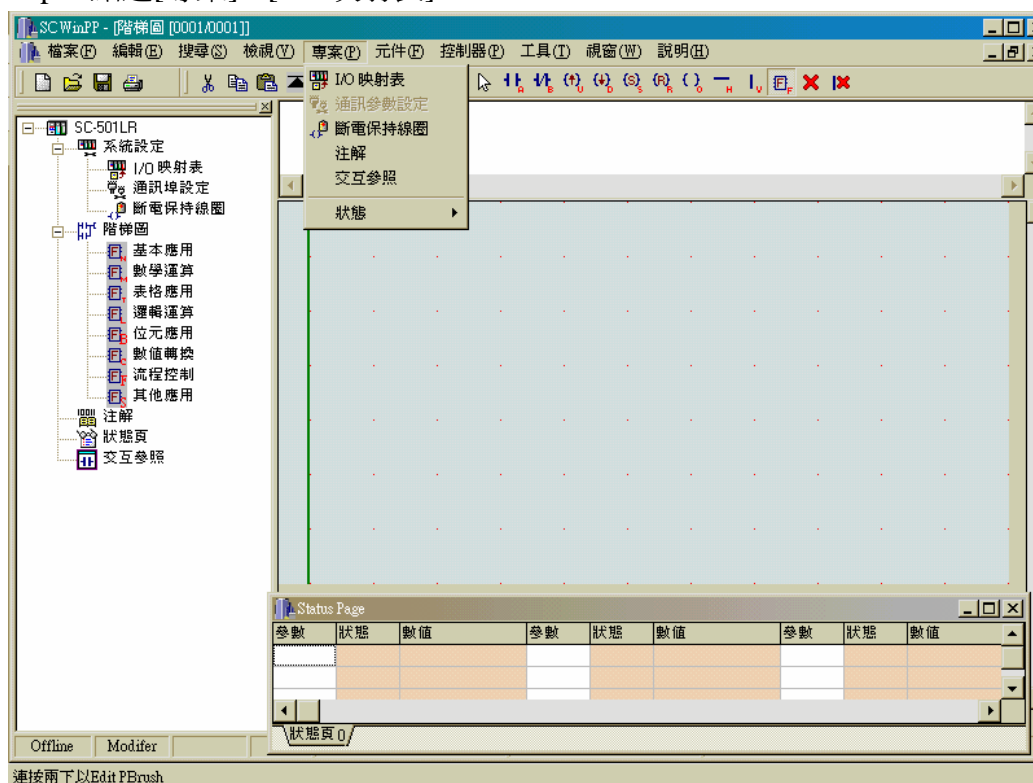 SCWinPP - [階梯圖 [0001/0001]]
檔案(F) 編輯(E) 搜尋(S) 檢視(V) 專案(P) 元件(F) 控制器(P) 工具(T) 視窗(W) 說明(H)
I/O 映射表
通訊參數設定
斷電保持線圈
注解
交互參照
狀態
SC-501LR
系統設定
I/O 映射表
通訊埠設定
斷電保持線圈
階梯圖
基本應用
數學運算
表格應用
邏輯運算
位元應用
數值轉換
流程控制
其他應用
注解
狀態頁
交互參照
Status Page
參數 狀態 數值 參數 狀態 數值 參數 狀態 數值
狀態頁 0
Offline Modifer
連按兩下以Edit PBrush